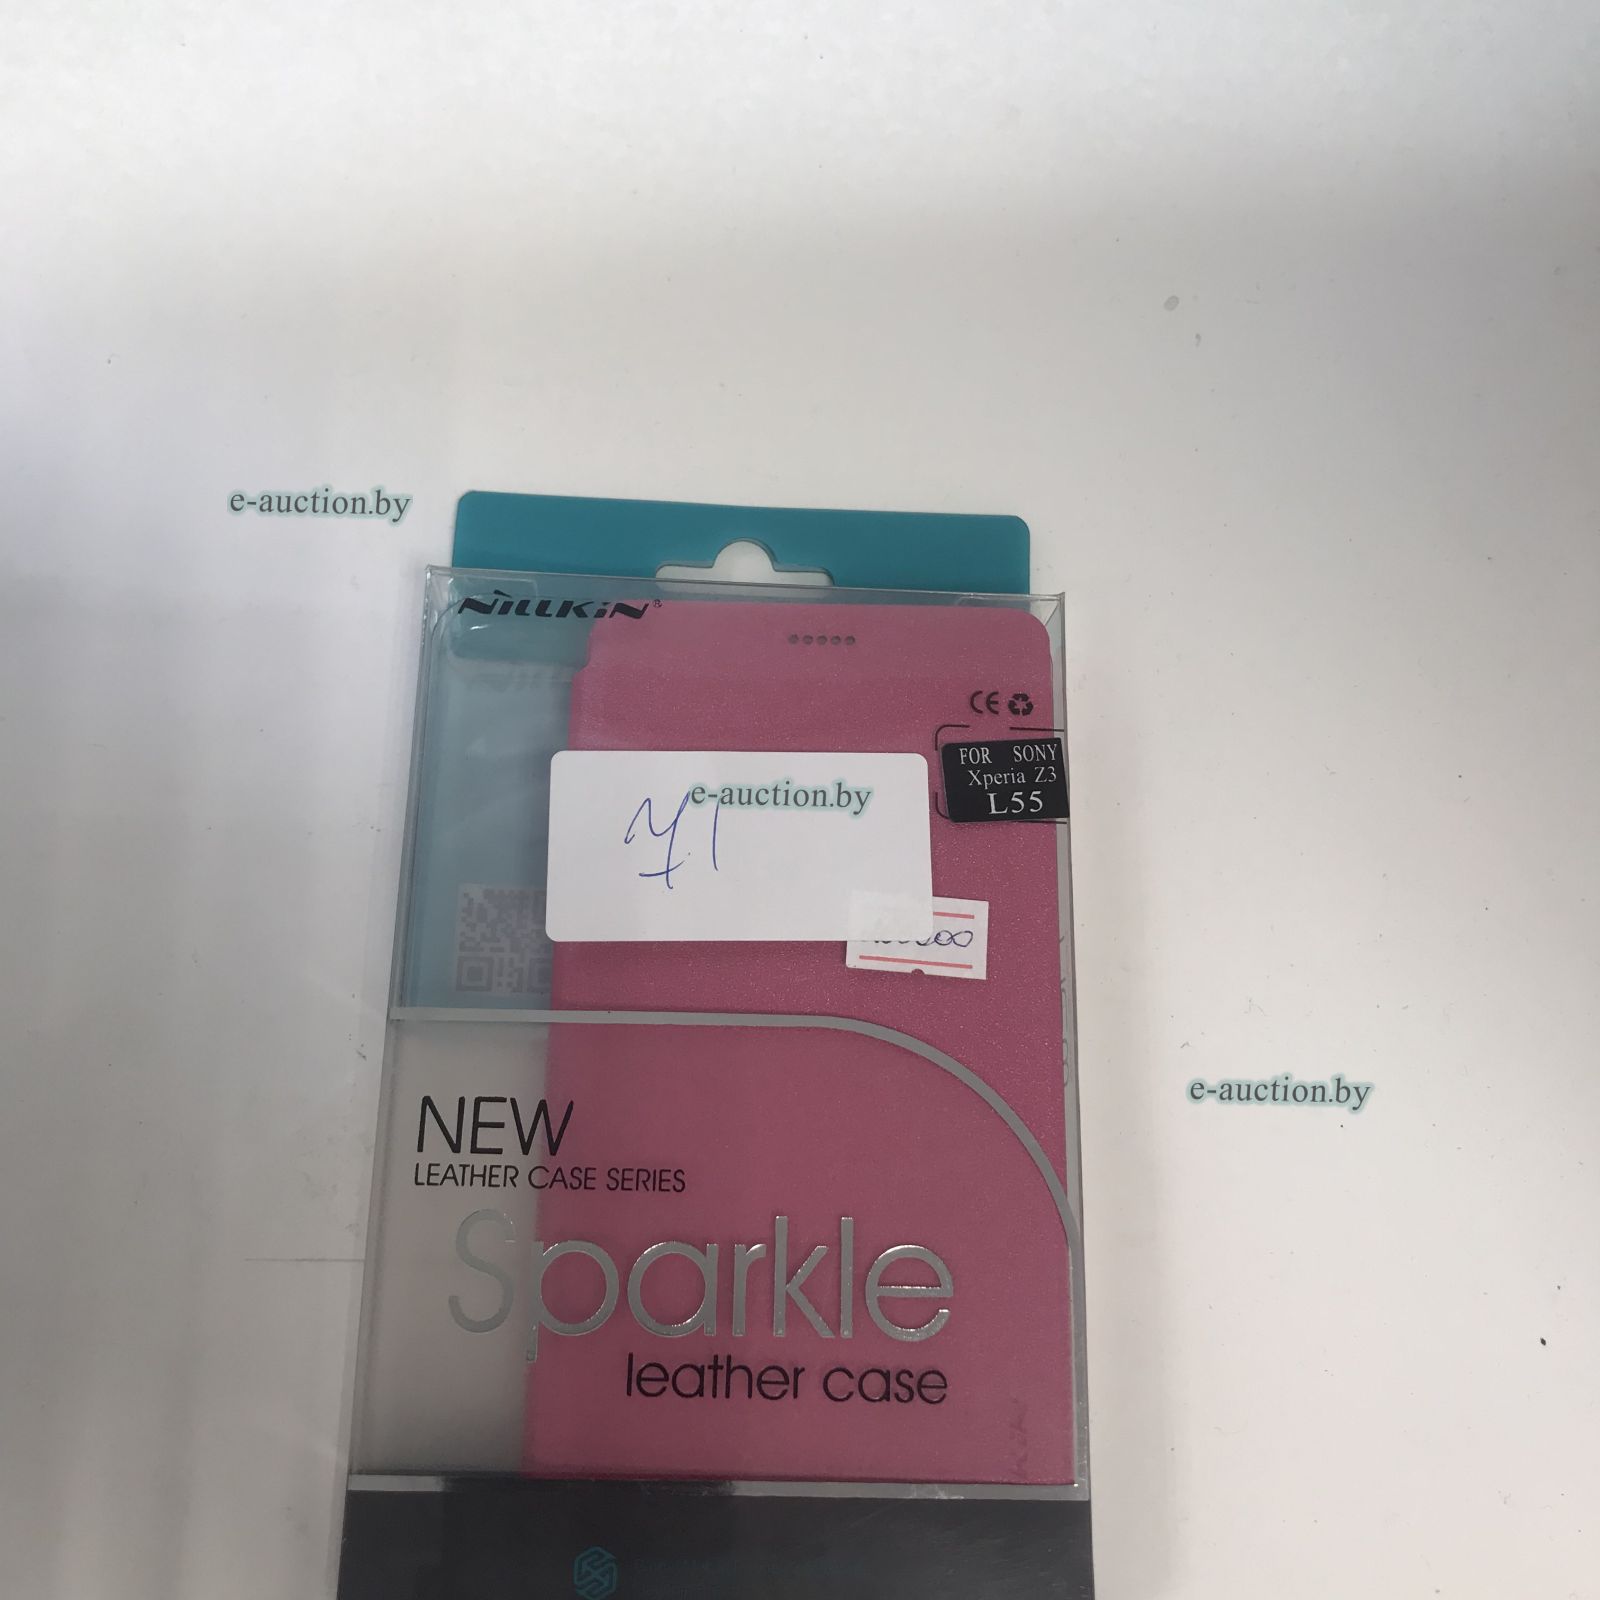 e-auction.by
NiLLKiN®
CE
FOR SONY
Xperia Z3
L55
e-auction.by
71
e-auction.by
NEW
LEATHER CASE SERIES
Sparkle
leather case